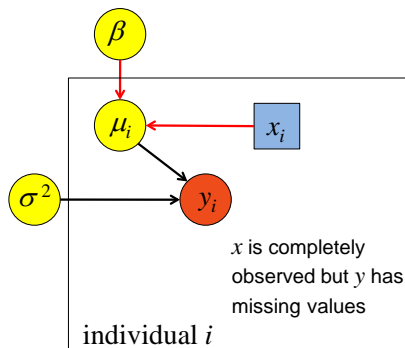 β
μᵢ
xᵢ
σ²
yᵢ
x is completely
observed but y has
missing values
individual i